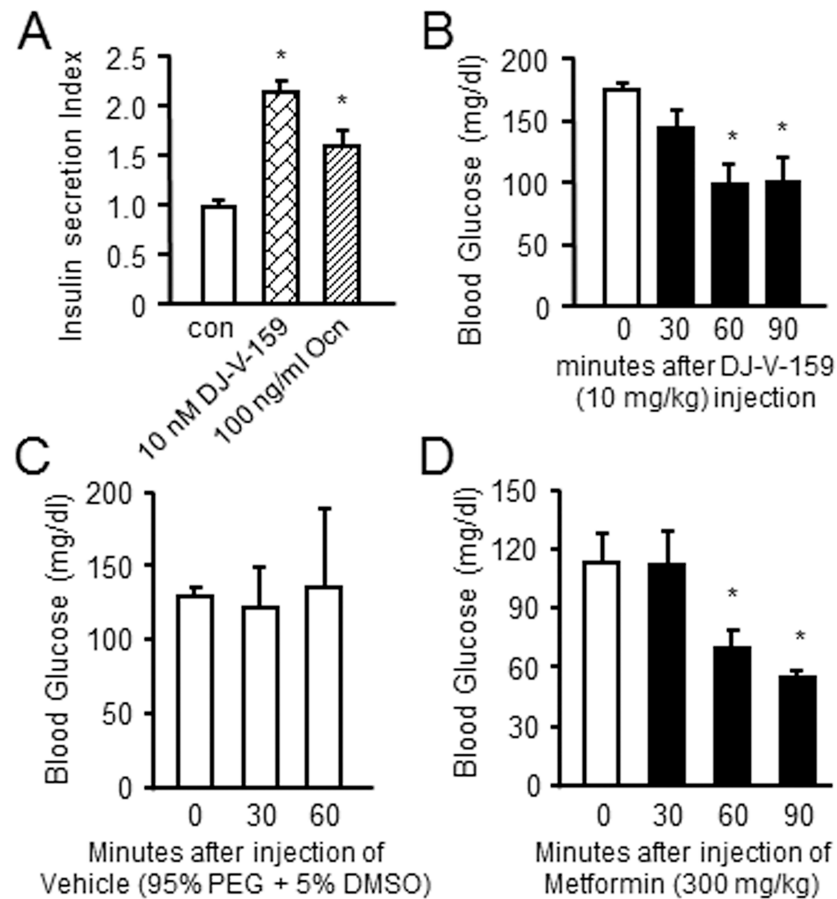 A
Insulin secretion Index
2.5
2.0
1.5
1.0
0.5
0
*
*
con
10 nM DJ-V-159
100 ng/ml Ocn
B
Blood Glucose (mg/dl)
200
150
100
50
0
*
*
0 30 60 90
minutes after DJ-V-159
(10 mg/kg) injection
C
Blood Glucose (mg/dl)
200
150
100
50
0
0 30 60
Minutes after injection of
Vehicle (95% PEG + 5% DMSO)
D
Blood Glucose (mg/dl)
150
120
90
60
30
0
*
*
0 30 60 90
Minutes after injection of
Metformin (300 mg/kg)